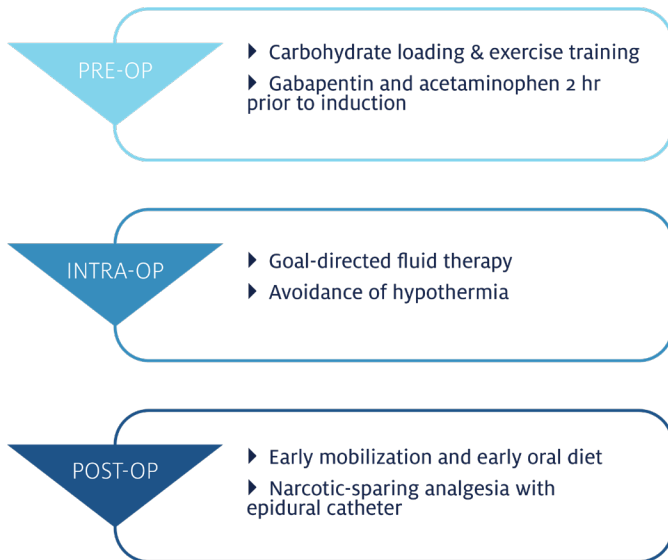 PRE-OP
▶ Carbohydrate loading & exercise training
▶ Gabapentin and acetaminophen 2 hr
prior to induction
INTRA-OP
▶ Goal-directed fluid therapy
▶ Avoidance of hypothermia
POST-OP
▶ Early mobilization and early oral diet
▶ Narcotic-sparing analgesia with
epidural catheter